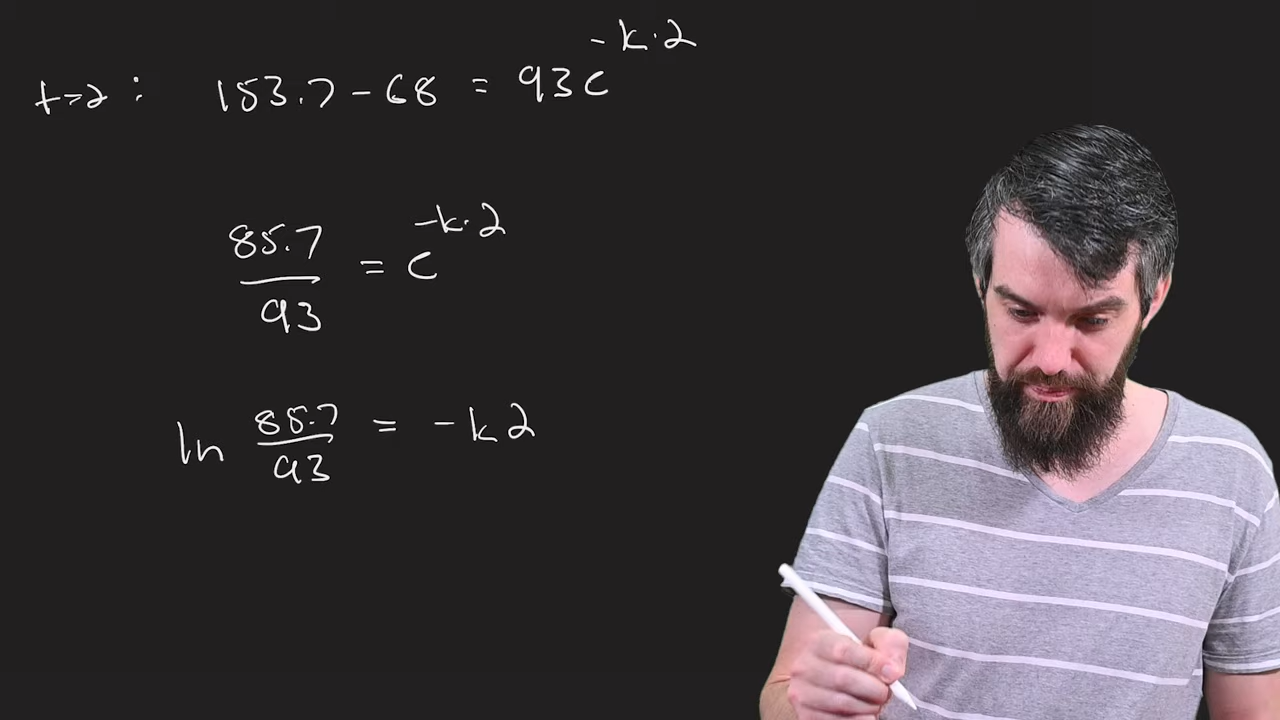 t=2 : 153.7 - 68 = 93e^{-k·2}
85.7/93 = e^{-k·2}
ln 85.7/93 = -k2